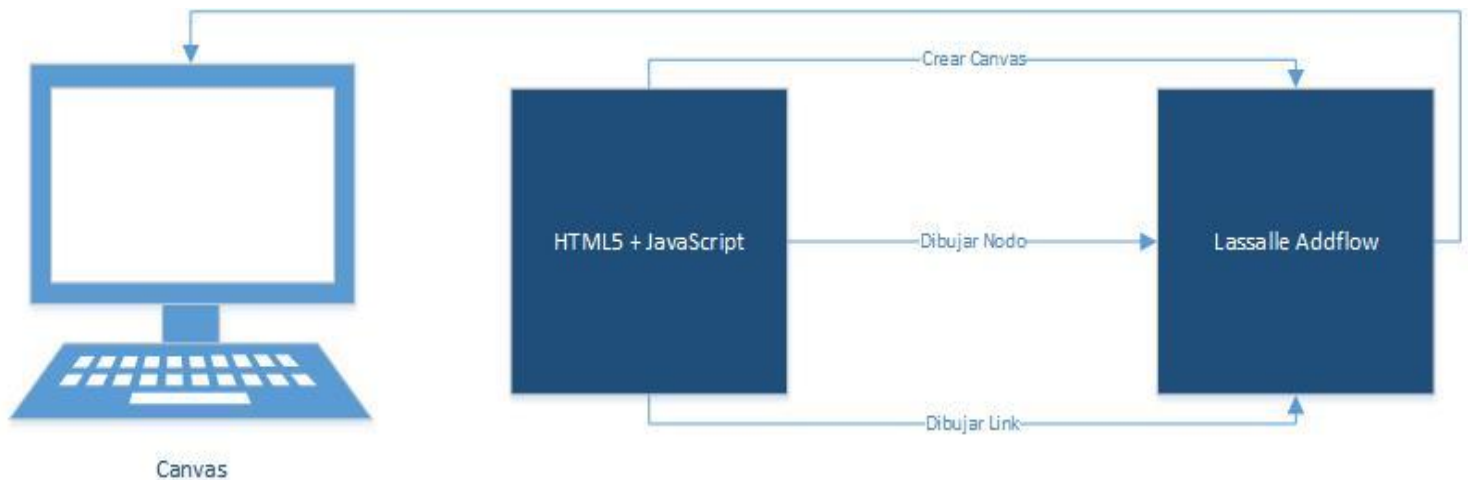 Crear Canvas
HTML5 + JavaScript
Dibujar Nodo
Lassalle Addflow
Dibujar Link
Canvas